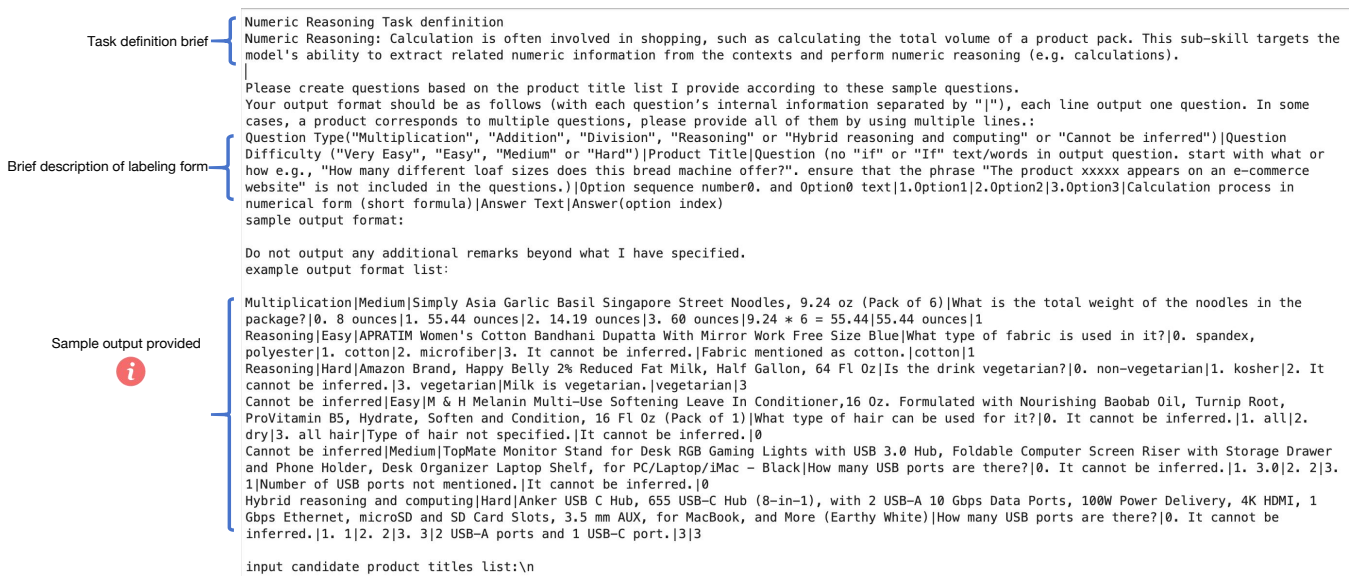 Numeric Reasoning Task denfinition
Task definition brief
Numeric Reasoning: Calculation is often involved in shopping, such as calculating the total volume of a product pack. This sub-skill targets the
model's ability to extract related numeric information from the contexts and perform numeric reasoning (e.g. calculations).
Please create questions based on the product title list I provide according to these sample questions.
Your output format should be as follows (with each question's internal information separated by "|"), each line output one question. In some
cases, a product corresponds to multiple questions, please provide all of them by using multiple lines.:
Brief description of labeling form
Question Type("Multiplication", "Addition", "Division", "Reasoning" or "Hybrid reasoning and computing" or "Cannot be inferred")|Question
Difficulty ("Very Easy", "Easy", "Medium" or "Hard")|Product Title|Question (no "if" or "If" text/words in output question. start with what or
how e.g., "How many different loaf sizes does this bread machine offer?". ensure that the phrase "The product xxxxx appears on an e-commerce
website" is not included in the questions.)|Option sequence number0. and Option0 text|1.Option1|2.Option2|3.Option3|Calculation process in
numerical form (short formula)|Answer Text|Answer(option index)
sample output format:
Do not output any additional remarks beyond what I have specified.
example output format list:
Sample output provided
i
Multiplication|Medium|Simply Asia Garlic Basil Singapore Street Noodles, 9.24 oz (Pack of 6)|What is the total weight of the noodles in the
package?|0. 8 ounces|1. 55.44 ounces|2. 14.19 ounces|3. 60 ounces|9.24 * 6 = 55.44|55.44 ounces|1
Reasoning|Easy|APRATIM Women's Cotton Bandhani Dupatta With Mirror Work Free Size Blue|What type of fabric is used in it?|0. spandex,
polyester|1. cotton|2. microfiber|3. It cannot be inferred.|Fabric mentioned as cotton.|cotton|1
Reasoning|Hard|Amazon Brand, Happy Belly 2% Reduced Fat Milk, Half Gallon, 64 Fl Oz|Is the drink vegetarian?|0. non-vegetarian|1. kosher|2. It
cannot be inferred.|3. vegetarian|Milk is vegetarian.|vegetarian|3
Cannot be inferred|Easy|M & H Melanin Multi-Use Softening Leave In Conditioner,16 Oz. Formulated with Nourishing Baobab Oil, Turnip Root,
ProVitamin B5, Hydrate, Soften and Condition, 16 Fl Oz (Pack of 1)|What type of hair can be used for it?|0. It cannot be inferred.|1. all|2.
dry|3. all hair|Type of hair not specified.|It cannot be inferred.|0
Cannot be inferred|Medium|TopMate Monitor Stand for Desk RGB Gaming Lights with USB 3.0 Hub, Foldable Computer Screen Riser with Storage Drawer
and Phone Holder, Desk Organizer Laptop Shelf, for PC/Laptop/iMac – Black|How many USB ports are there?|0. It cannot be inferred.|1. 3.0|2. 2|3.
1|Number of USB ports not mentioned.|It cannot be inferred.|0
Hybrid reasoning and computing|Hard|Anker USB C Hub, 655 USB-C Hub (8-in-1), with 2 USB-A 10 Gbps Data Ports, 100W Power Delivery, 4K HDMI, 1
Gbps Ethernet, microSD and SD Card Slots, 3.5 mm AUX, for MacBook, and More (Earthy White)|How many USB ports are there?|0. It cannot be
inferred.|1. 1|2. 2|3. 3|2 USB-A ports and 1 USB-C port.|3|3
input candidate product titles list:\n